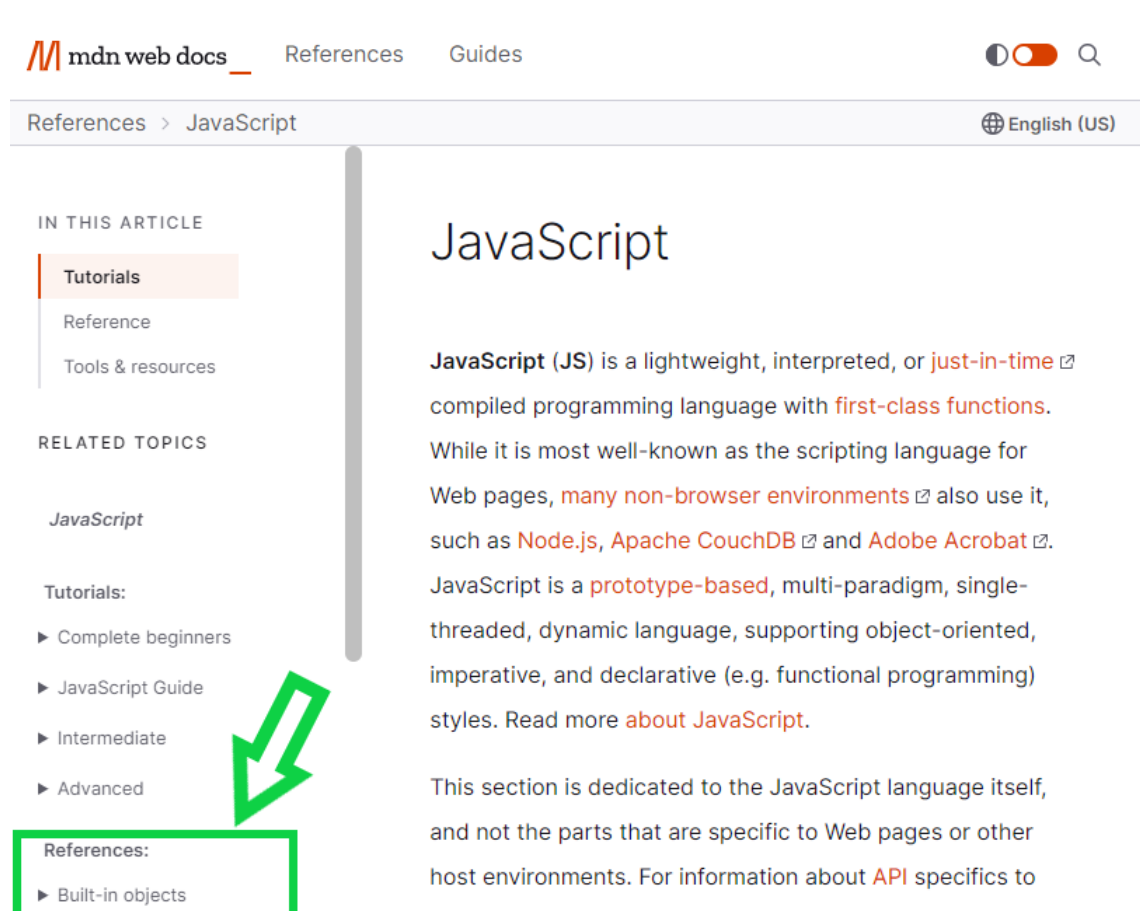 mdn web docs_ References Guides
References > JavaScript
English (US)
IN THIS ARTICLE
Tutorials
Reference
Tools & resources
RELATED TOPICS
JavaScript
Tutorials:
Complete beginners
JavaScript Guide
Intermediate
Advanced
References:
Built-in objects
JavaScript
JavaScript (JS) is a lightweight, interpreted, or just-in-time
compiled programming language with first-class functions.
While it is most well-known as the scripting language for
Web pages, many non-browser environments also use it,
such as Node.js, Apache CouchDB and Adobe Acrobat.
JavaScript is a prototype-based, multi-paradigm, single-
threaded, dynamic language, supporting object-oriented,
imperative, and declarative (e.g. functional programming)
styles. Read more about JavaScript.
This section is dedicated to the JavaScript language itself,
and not the parts that are specific to Web pages or other
host environments. For information about API specifics to